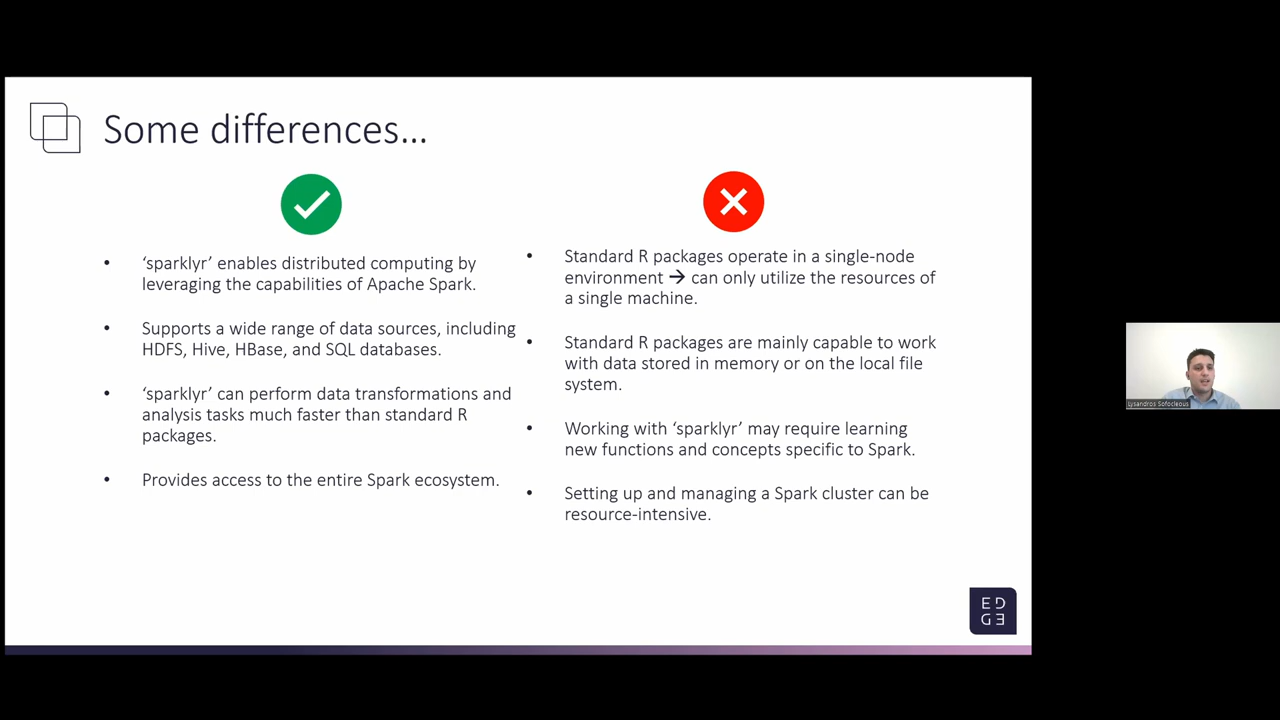 Some differences...
• ‘sparklyr’ enables distributed computing by
leveraging the capabilities of Apache Spark.
• Supports a wide range of data sources, including
HDFS, Hive, HBase, and SQL databases.
• ‘sparklyr’ can perform data transformations and
analysis tasks much faster than standard R
packages.
• Provides access to the entire Spark ecosystem.
• Standard R packages operate in a single-node
environment → can only utilize the resources of
a single machine.
• Standard R packages are mainly capable to work
with data stored in memory or on the local file
system.
• Working with ‘sparklyr’ may require learning
new functions and concepts specific to Spark.
• Setting up and managing a Spark cluster can be
resource-intensive.
Lysandros Sofocleous
ED
GE